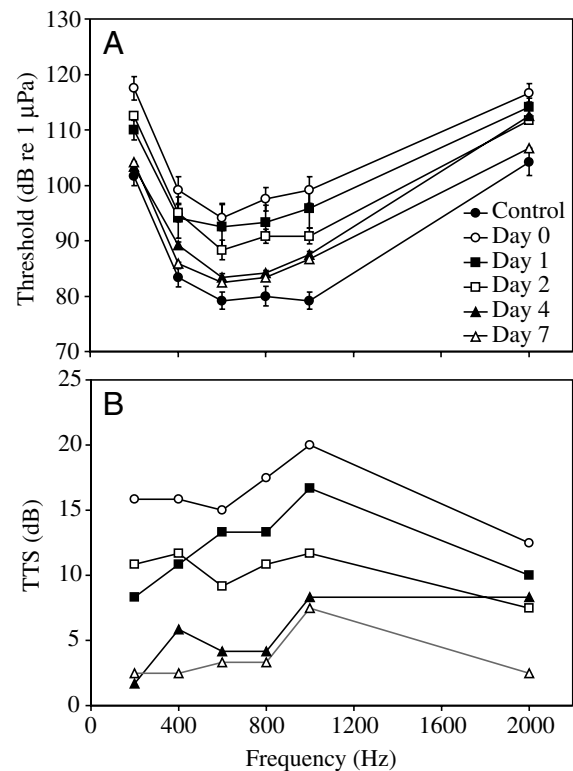 130
120
110
100
90
80
70
Threshold (dB re 1 µPa)
A
Control
Day 0
Day 1
Day 2
Day 4
Day 7
25
20
15
10
5
0
TTS (dB)
B
0 400 800 1200 1600 2000
Frequency (Hz)